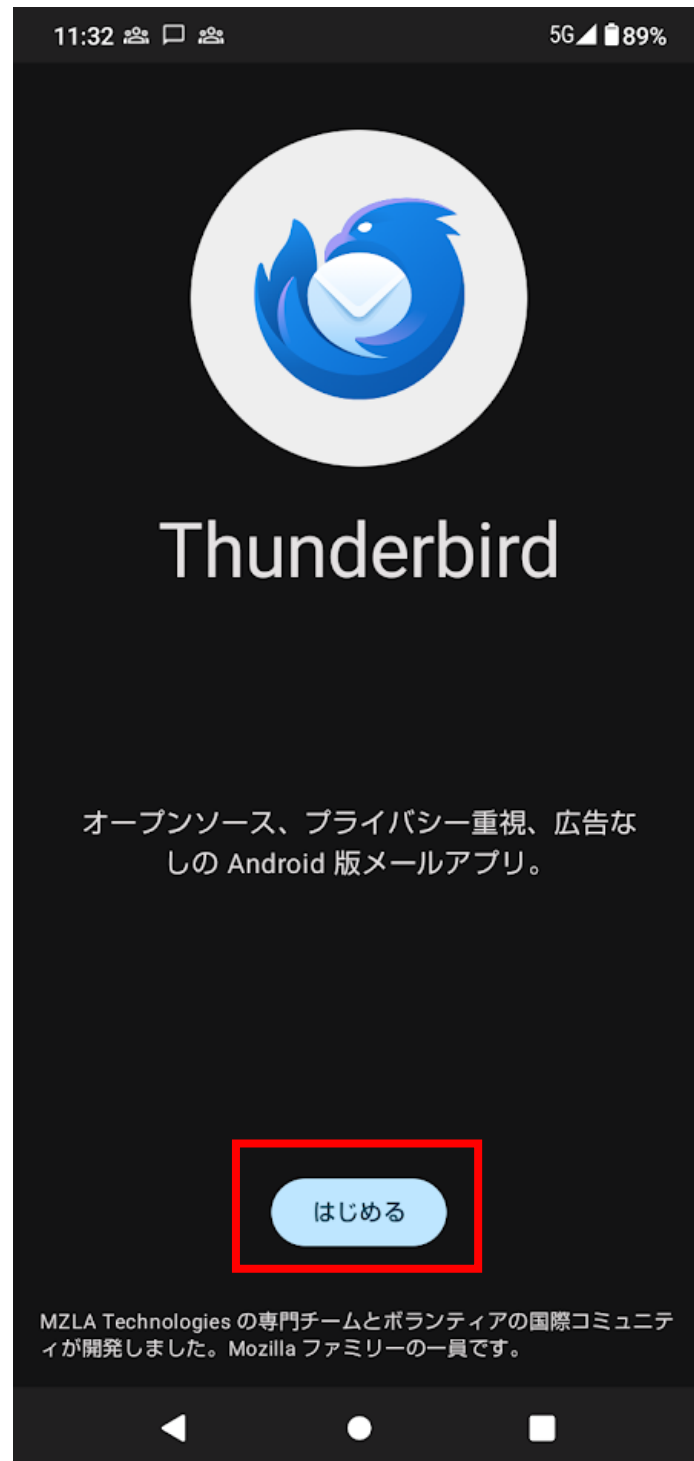 11:32 5G 89%
Thunderbird
オープンソース、プライバシー重視、広告な
しの Android 版メールアプリ。
はじめる
MZLA Technologies の専門チームとボランティアの国際コミュニテ
ィが開発しました。Mozilla ファミリーの一員です。